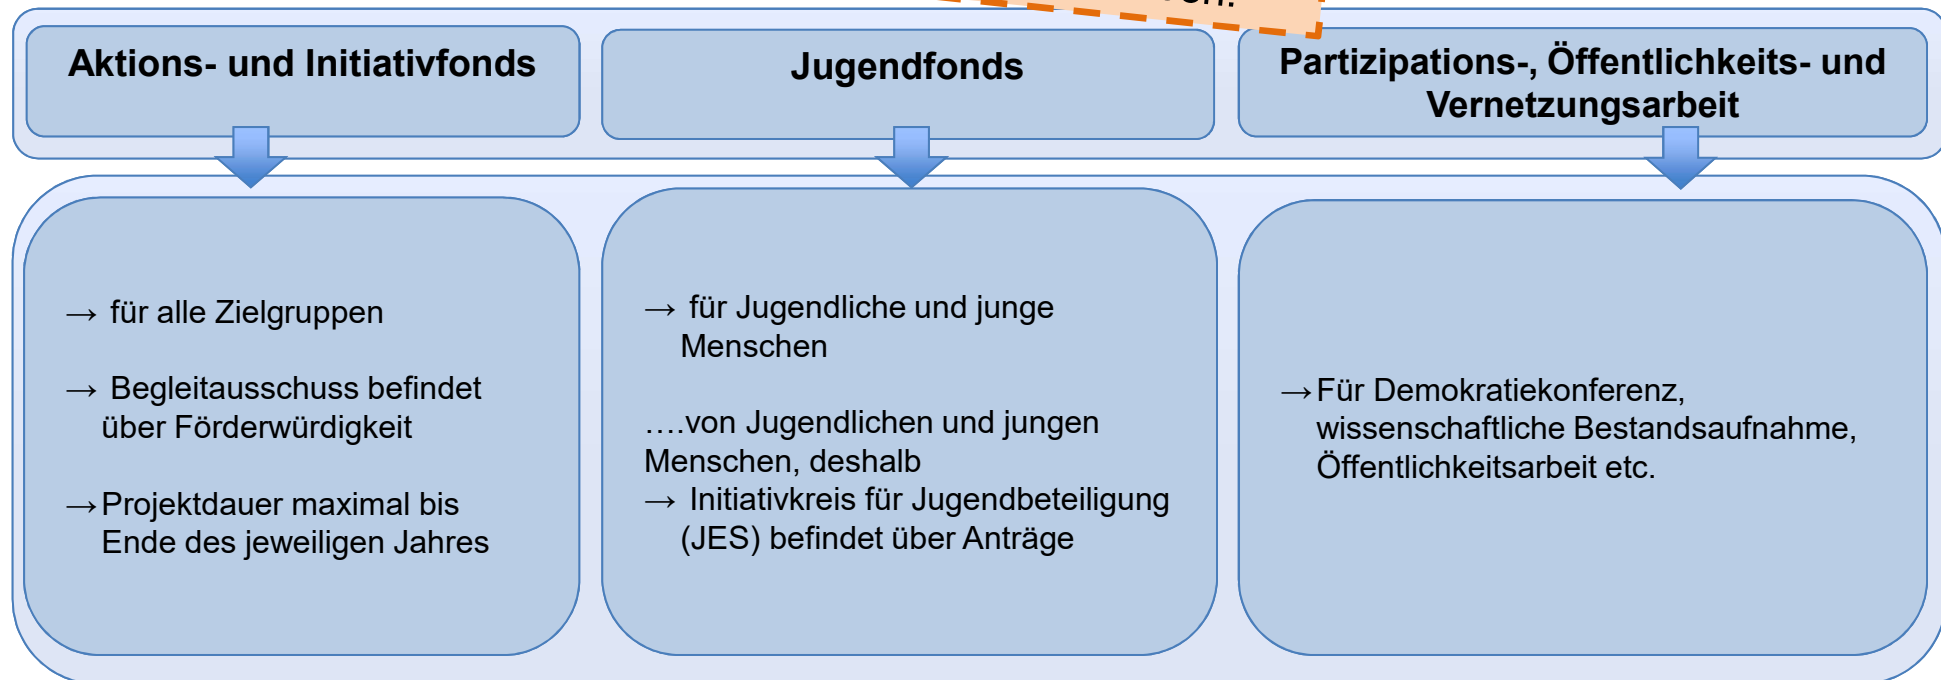 Aktions- und Initiativfonds
Jugendfonds
Partizipations-, Öffentlichkeits- und
Vernetzungsarbeit
→ für alle Zielgruppen
→ Begleitausschuss befindet
über Förderwürdigkeit
→ Projektdauer maximal bis
Ende des jeweiligen Jahres
→ für Jugendliche und junge
Menschen
….von Jugendlichen und jungen
Menschen, deshalb
→ Initiativkreis für Jugendbeteiligung
(JES) befindet über Anträge
→ Für Demokratiekonferenz,
wissenschaftliche Bestandsaufnahme,
Öffentlichkeitsarbeit etc.